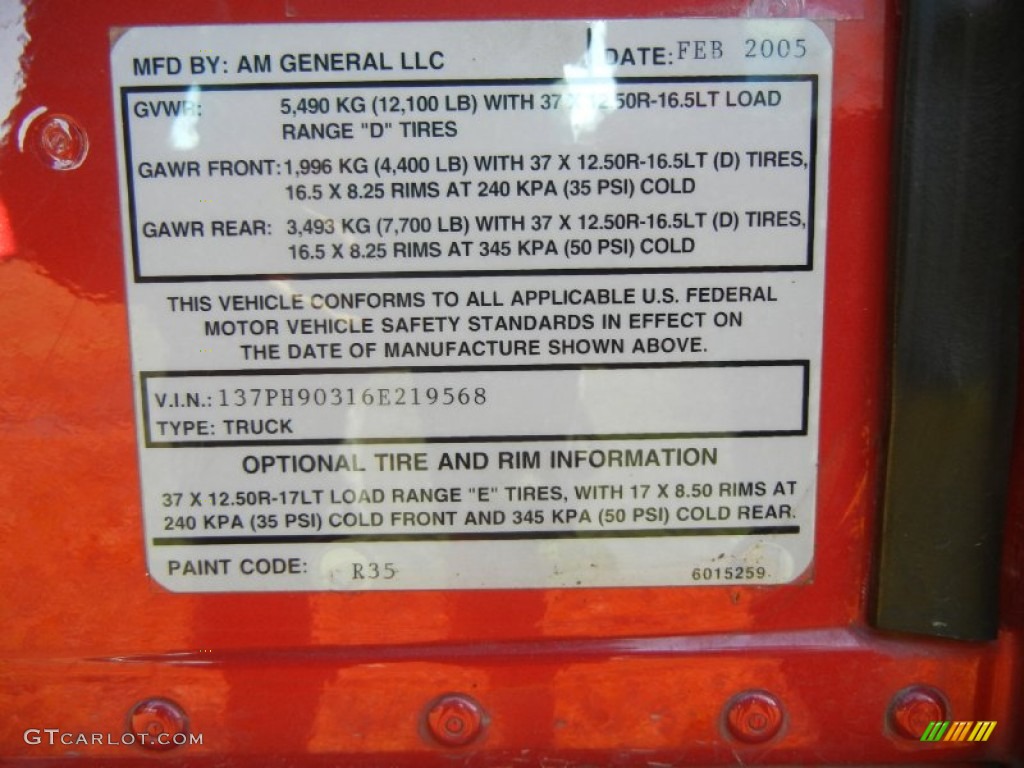 MFD BY: AM GENERAL LLC DATE: FEB 2005
GVWR: 5,490 KG (12,100 LB) WITH 37 X 12.50R-16.5LT LOAD
RANGE "D" TIRES
GAWR FRONT: 1,996 KG (4,400 LB) WITH 37 X 12.50R-16.5LT (D) TIRES,
16.5 X 8.25 RIMS AT 240 KPA (35 PSI) COLD
GAWR REAR: 3,493 KG (7,700 LB) WITH 37 X 12.50R-16.5LT (D) TIRES,
16.5 X 8.25 RIMS AT 345 KPA (50 PSI) COLD
THIS VEHICLE CONFORMS TO ALL APPLICABLE U.S. FEDERAL
MOTOR VEHICLE SAFETY STANDARDS IN EFFECT ON
THE DATE OF MANUFACTURE SHOWN ABOVE.
V.I.N.: 137PH90316E219568
TYPE: TRUCK
OPTIONAL TIRE AND RIM INFORMATION
37 X 12.50R-17LT LOAD RANGE "E" TIRES, WITH 17 X 8.50 RIMS AT
240 KPA (35 PSI) COLD FRONT AND 345 KPA (50 PSI) COLD REAR.
PAINT CODE: R35 6015259
GTCARLOT.COM